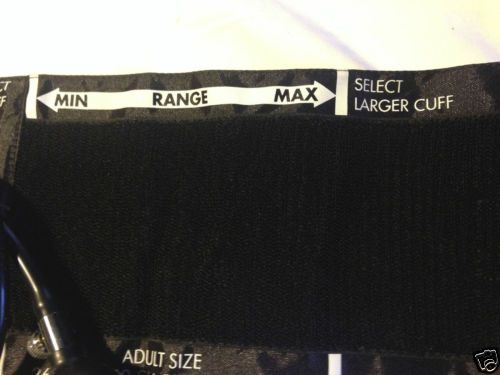 SELECT
MIN RANGE MAX
LARGER CUFF
ADULT SIZE